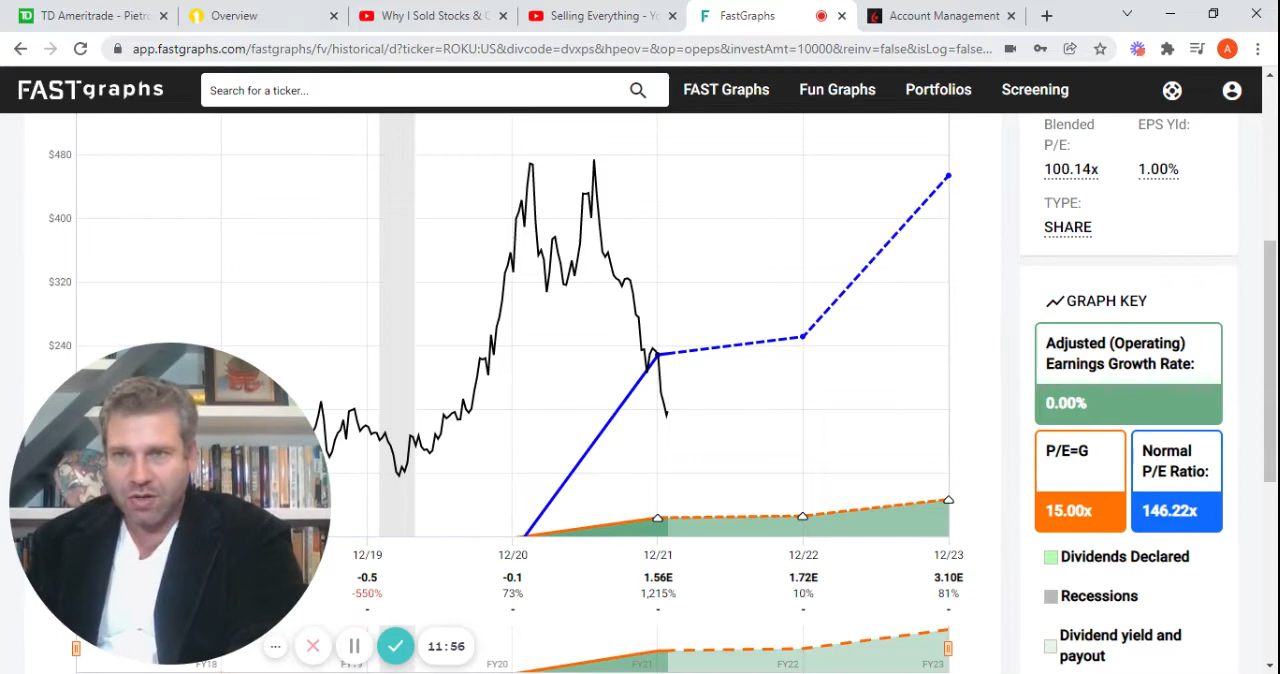 TD Ameritrade - Pietro
Overview
Why I Sold Stocks & C
Selling Everything - Yo
FastGraphs
Account Management
app.fastgraphs.com/fastgraphs/fv/historical/d?ticker=ROKU:US&divcode=dvxps&hpeov=&op=opeps&investAmt=10000&reinv=false&isLog=false...
A
FAST graphs
Search for a ticker...
FAST Graphs
Fun Graphs
Portfolios
Screening
Blended
P/E:
EPS Yld:
100.14x
1.00%
TYPE:
SHARE
GRAPH KEY
Adjusted (Operating)
Earnings Growth Rate:
0.00%
P/E=G
15.00x
Normal
P/E Ratio:
146.22x
Dividends Declared
Recessions
Dividend yield and
payout
$480
$400
$320
$240
12/19 12/20 12/21 12/22 12/23
-0.5 -0.1 1.56E 1.72E 3.10E
-550% 73% 1,215% 10% 81%
- - - - -
11:56
FY18 FY19 FY20 FY21 FY22 FY23